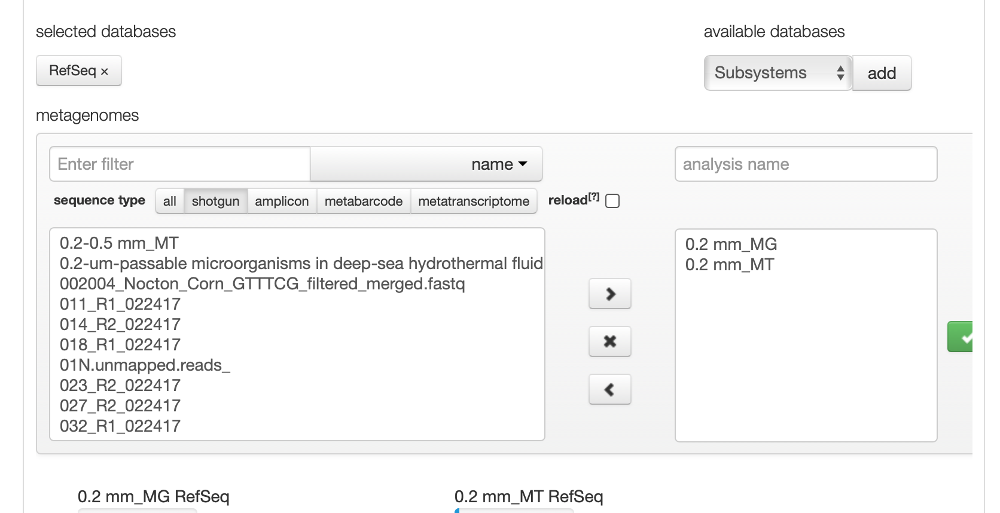 selected databases
available databases
RefSeq ×
Subsystems
add
metagenomes
Enter filter
name
analysis name
sequence type
all
shotgun
amplicon
metabarcode
metatranscriptome
reload[?]
0.2-0.5 mm_MT
0.2-um-passable microorganisms in deep-sea hydrothermal fluid
002004_Nocton_Corn_GTTTCG_filtered_merged.fastq
011_R1_022417
014_R2_022417
018_R1_022417
01N.unmapped.reads_
023_R2_022417
027_R2_022417
032_R1_022417
0.2 mm_MG
0.2 mm_MT
0.2 mm_MG RefSeq
0.2 mm_MT RefSeq